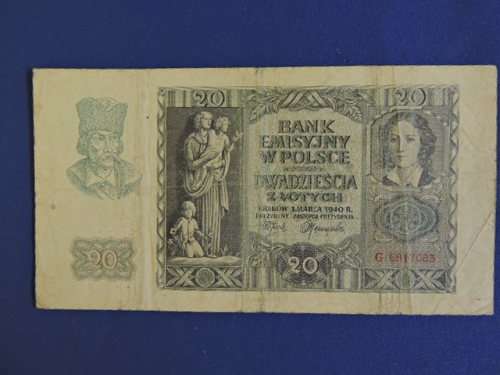 20 20
BANK
EMISYJNY
W POLSCE
DWADZIEŚCIA
ZŁOTYCH
KRAKÓW 1. MARCA 1940 R.
20
20
G